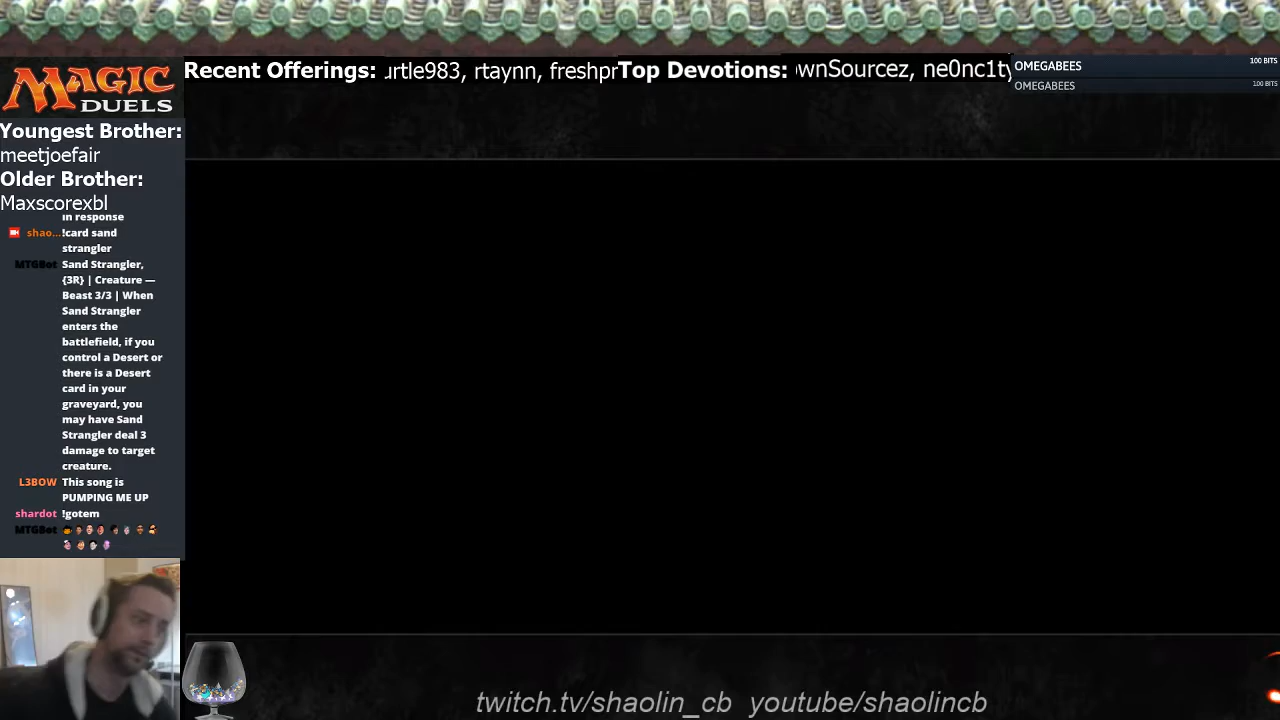 Recent Offerings: urtle983, rtaynn, freshpr Top Devotions: wnSourcez, ne0nc1ty
OMEGABEES 100 BITS
OMEGABEES 100 BITS
MAGIC
DUELS
Youngest Brother:
meetjoefair
Older Brother:
Maxscorexbl
in response
shao... !card sand
strangler
MTGBot Sand Strangler,
{3R} | Creature —
Beast 3/3 | When
Sand Strangler
enters the
battlefield, if you
control a Desert or
there is a Desert
card in your
graveyard, you
may have Sand
Strangler deal 3
damage to target
creature.
L3BOW This song is
PUMPING ME UP
shardot !gotem
MTGBot
twitch.tv/shaolin_cb youtube/shaolincb